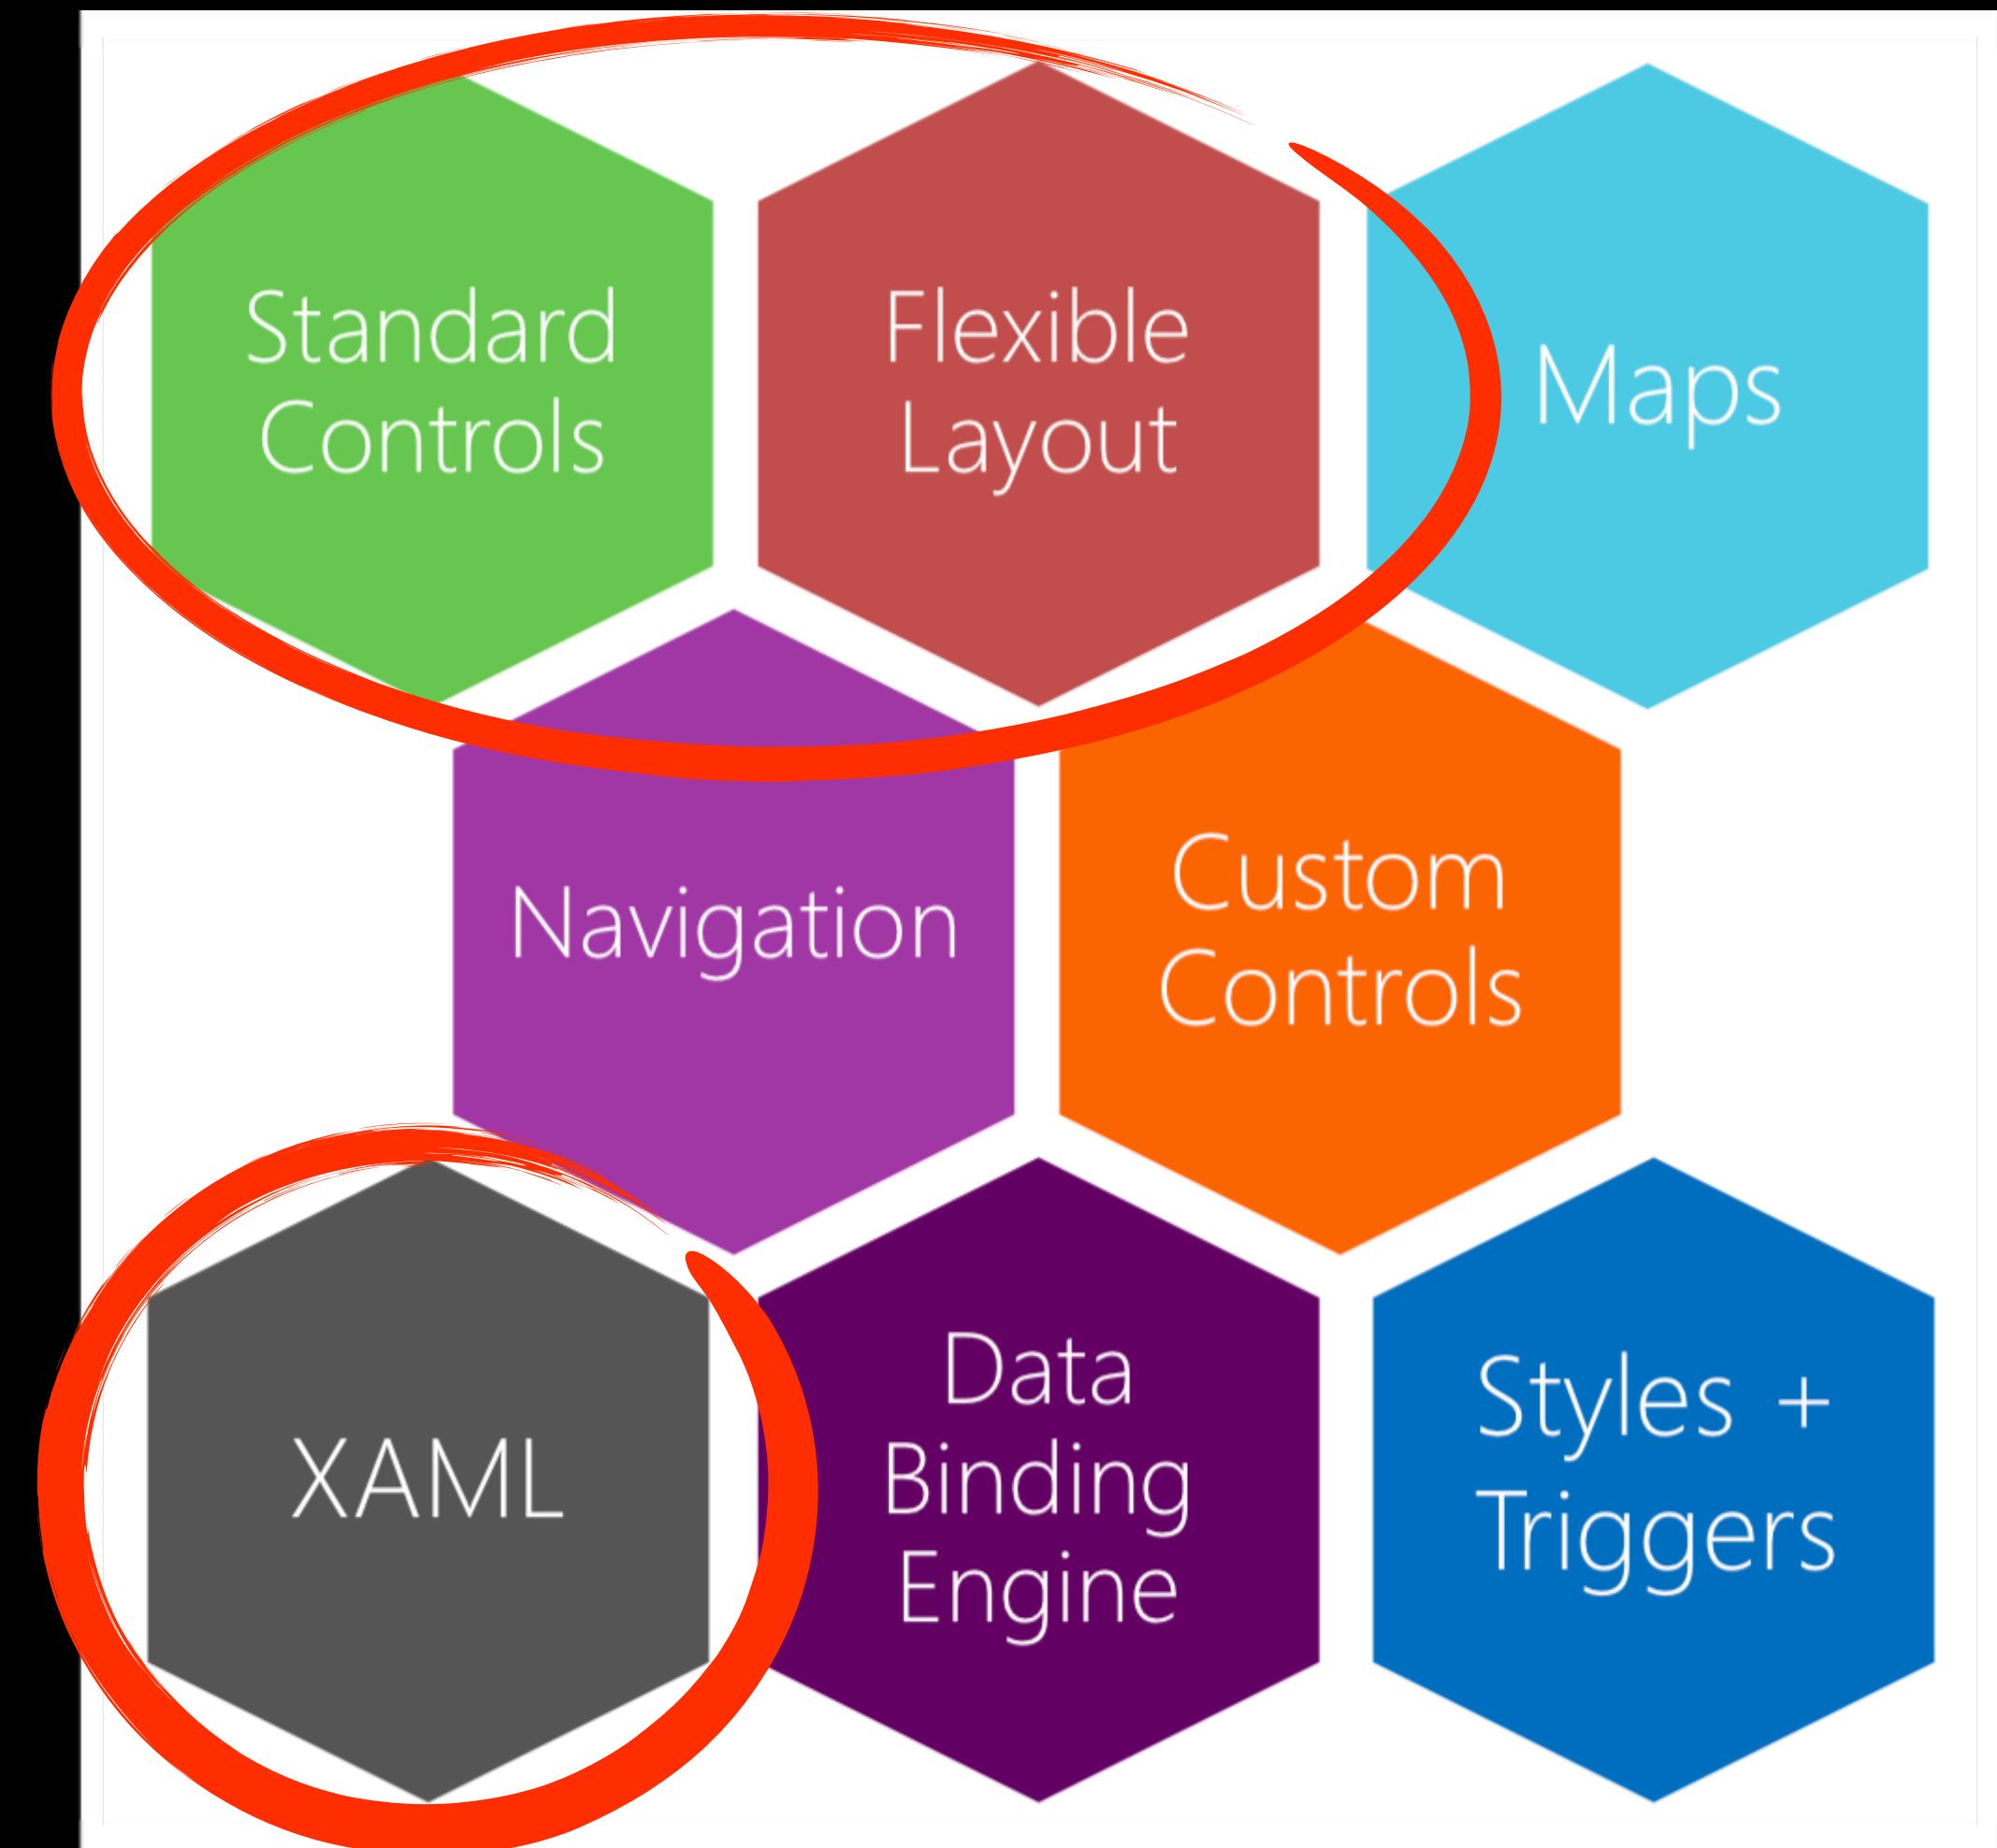 Standard
Controls
Flexible
Layout
Maps
Navigation
Custom
Controls
XAML
Data
Binding
Engine
Styles +
Triggers